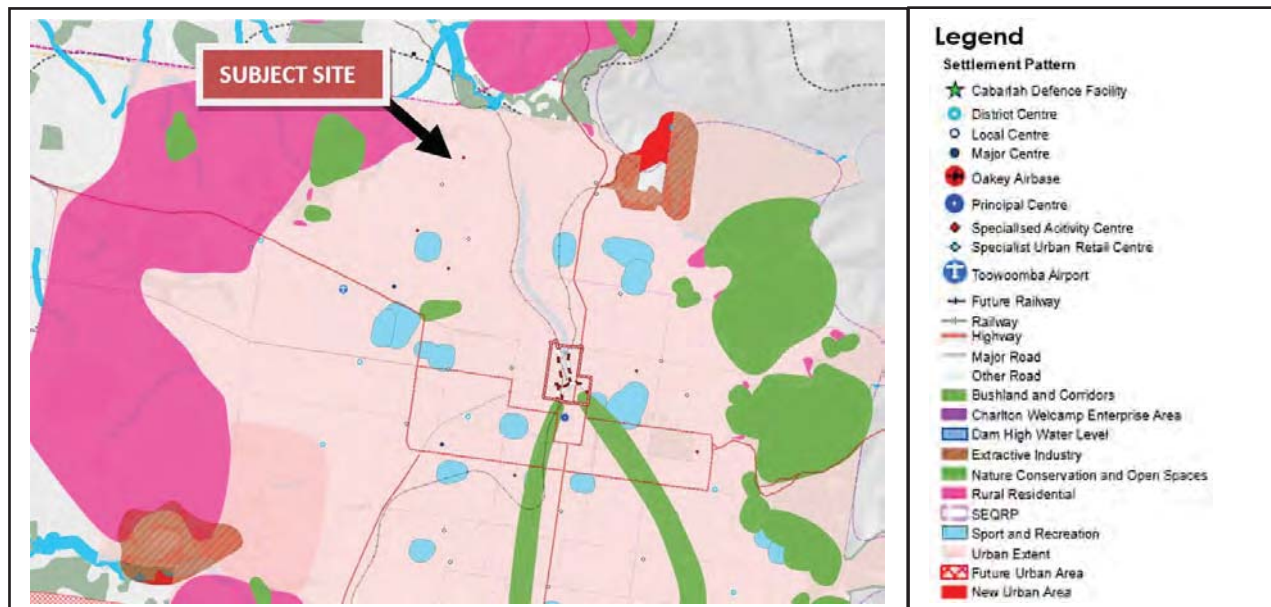 SUBJECT SITE
Legend
Settlement Pattern
Cabarlah Defence Facility
District Centre
Local Centre
Major Centre
Oakey Airbase
Principal Centre
Specialised Acitivity Centre
Specialist Urban Retail Centre
Toowoomba Airport
Future Railway
Railway
Highway
Major Road
Other Road
Bushland and Corridors
Charlton Welcamp Enterprise Area
Dam High Water Level
Extractive Industry
Nature Conservation and Open Spaces
Rural Residential
SEQRP
Sport and Recreation
Urban Extent
Future Urban Area
New Urban Area